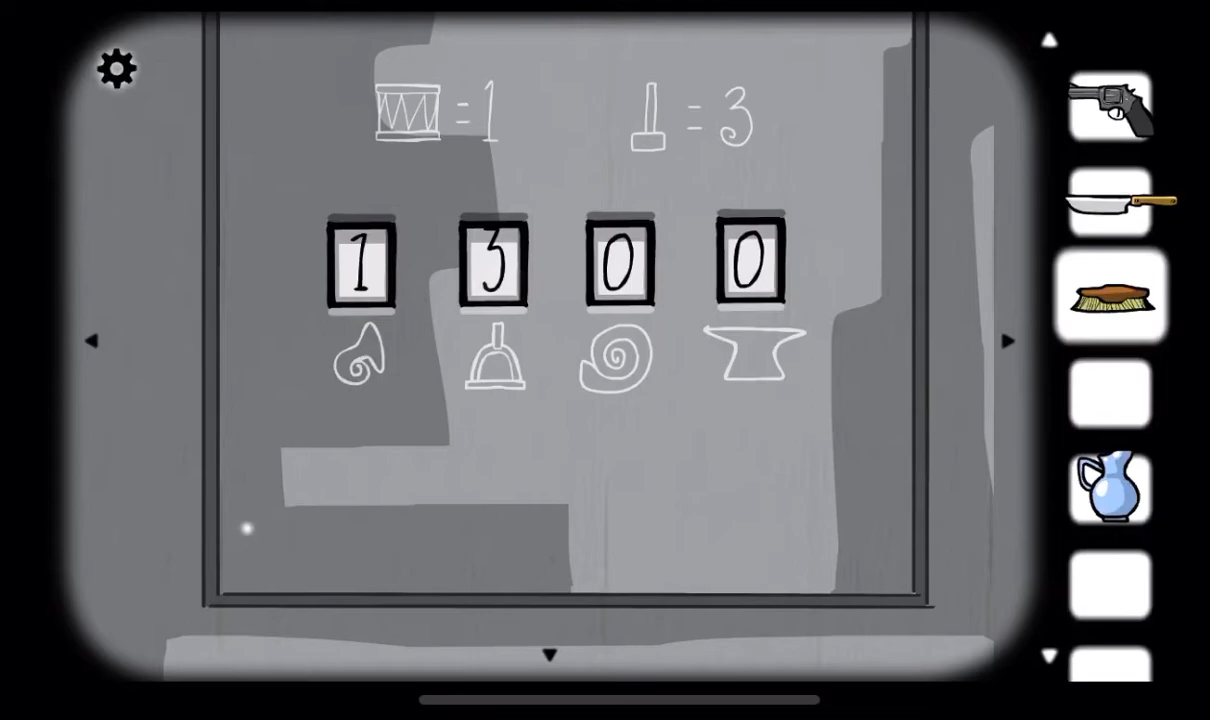 =1 = 3
1 3 0 0